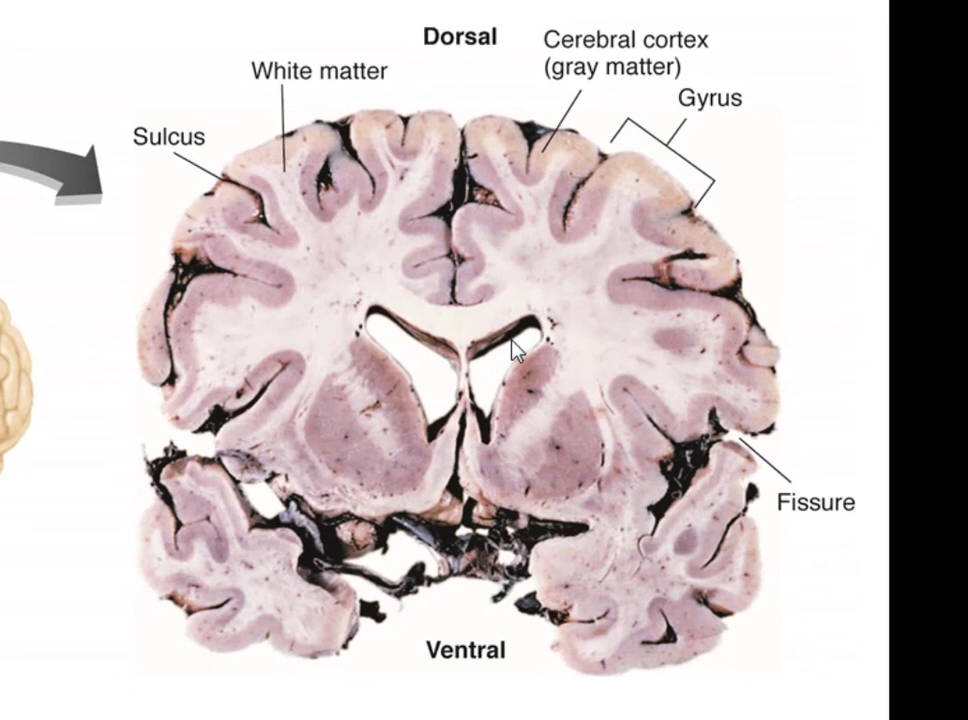 Dorsal
Cerebral cortex
(gray matter)
White matter
Gyrus
Sulcus
Fissure
Ventral